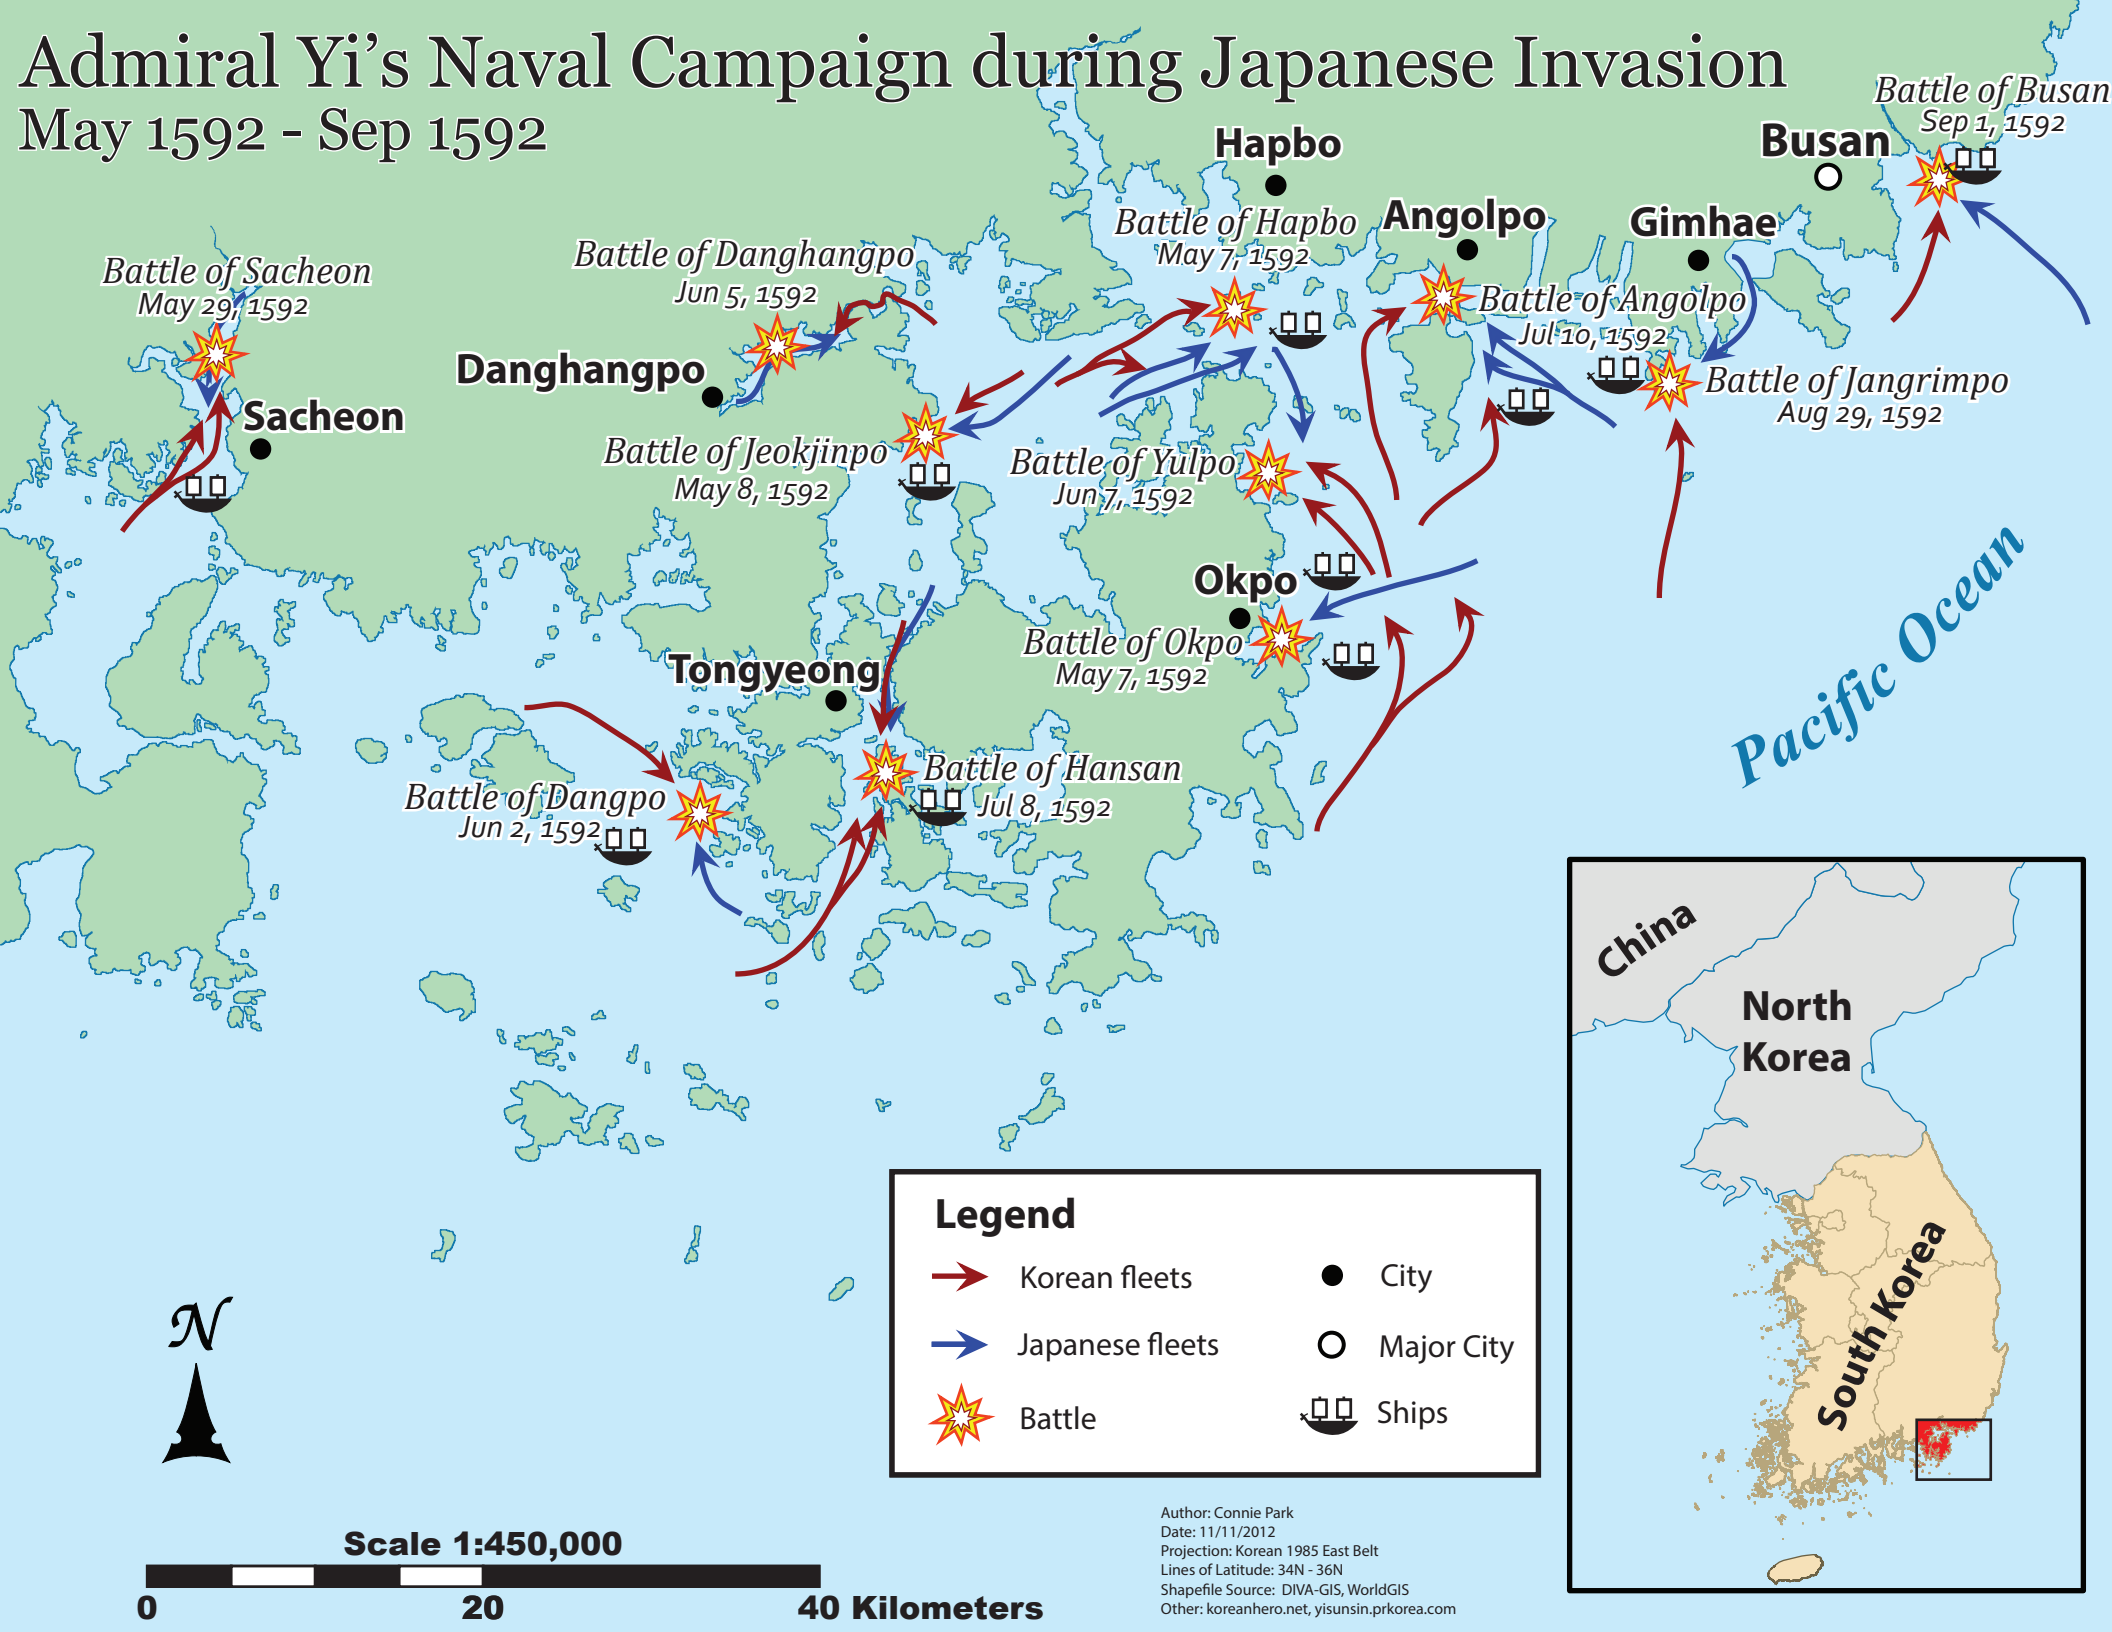 Admiral Yi’s Naval Campaign during Japanese Invasion
May 1592 - Sep 1592
Battle of Busan
Sep 1, 1592
Busan
Hapbo
Battle of Hapbo
May 7, 1592
Angolpo
Gimhae
Battle of Sacheon
May 29, 1592
Battle of Danghangpo
Jun 5, 1592
Battle of Angolpo
Jul 10, 1592
Danghangpo
Battle of Jangrimpo
Aug 29, 1592
Sacheon
Battle of Jeokjinpo
May 8, 1592
Battle of Yulpo
Jun 7, 1592
Okpo
Battle of Okpo
May 7, 1592
Pacific Ocean
Tongyeong
Battle of Hansan
Jul 8, 1592
Battle of Dangpo
Jun 2, 1592
China
North
Korea
South Korea
Legend
Korean fleets
City
Japanese fleets
Major City
Battle
Ships
N
Scale 1:450,000
0 20 40 Kilometers
Author: Connie Park
Date: 11/11/2012
Projection: Korean 1985 East Belt
Lines of Latitude: 34N - 36N
Shapefile Source: DIVA-GIS, WorldGIS
Other: koreanhero.net, yisunsin.prkorea.com